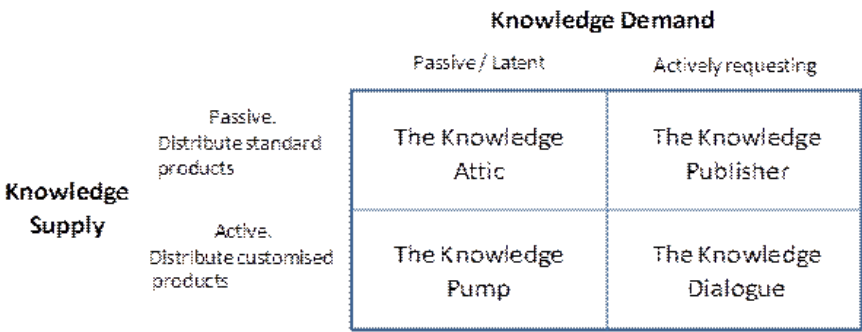 Knowledge Demand
Passive / Latent
Actively requesting
Passive.
Distribute standard
products
The Knowledge
Attic
The Knowledge
Publisher
Knowledge
Supply
Active.
Distribute customised
products
The Knowledge
Pump
The Knowledge
Dialogue